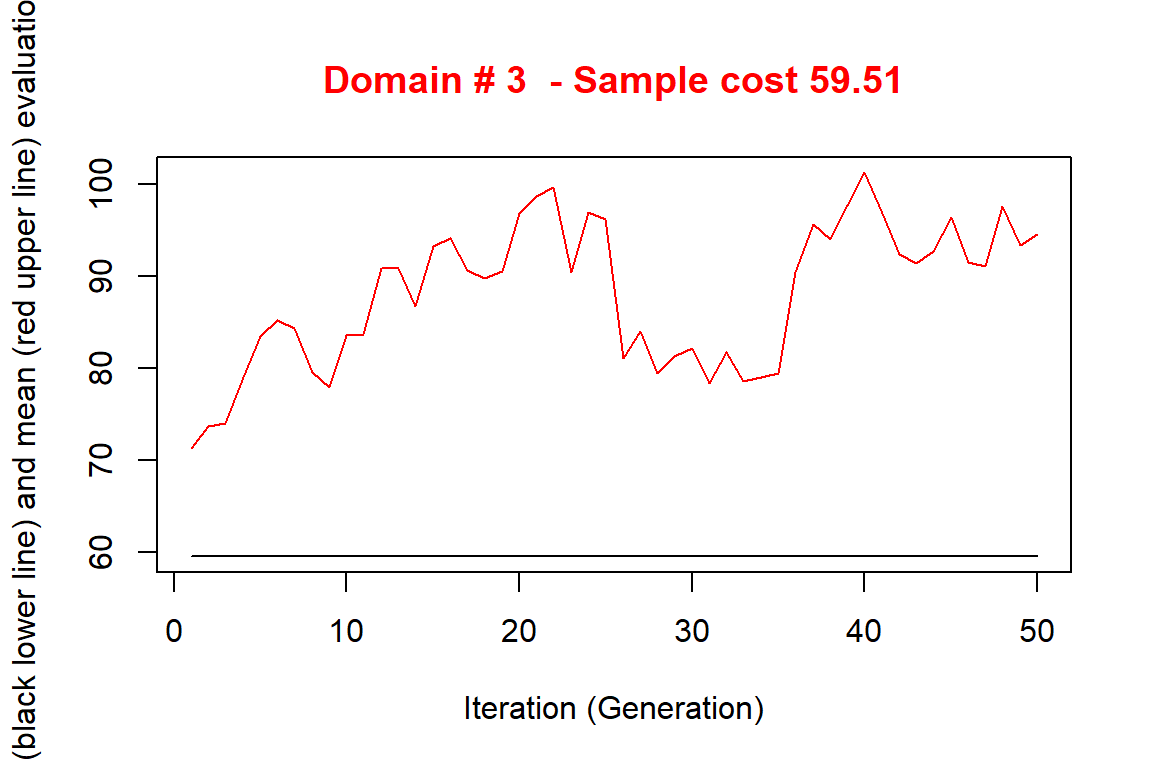 Domain # 3 - Sample cost 59.51
(black lower line) and mean (red upper line) evaluatio
100
90
80
70
60
0 10 20 30 40 50
Iteration (Generation)